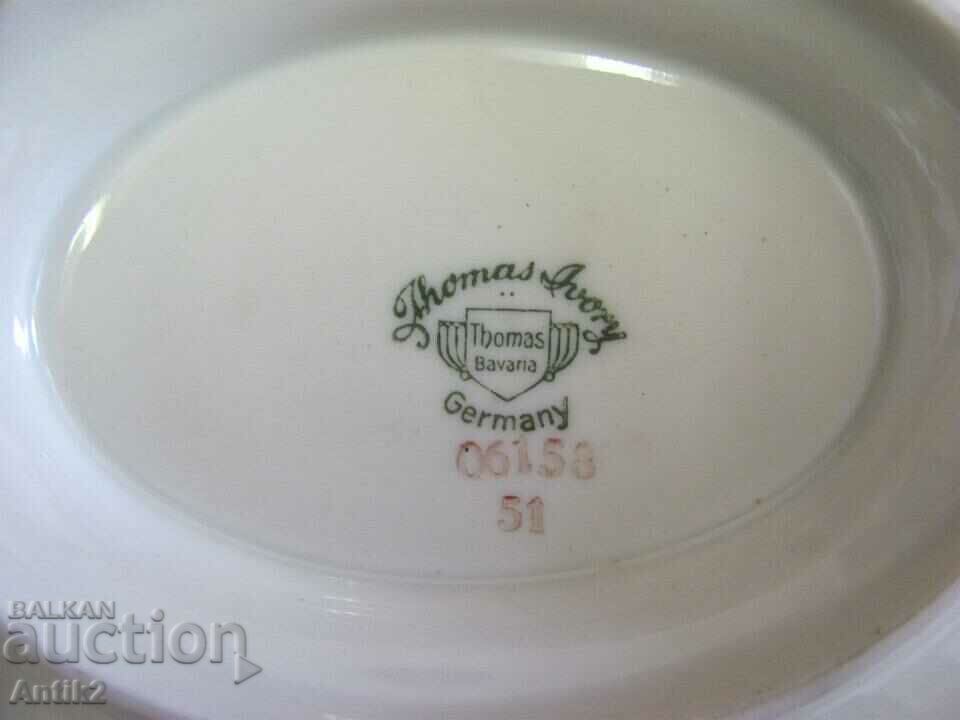 Thomas Ivory
Thomas
Bavaria
Germany
06158
51
BALKAN
auction
Antik2